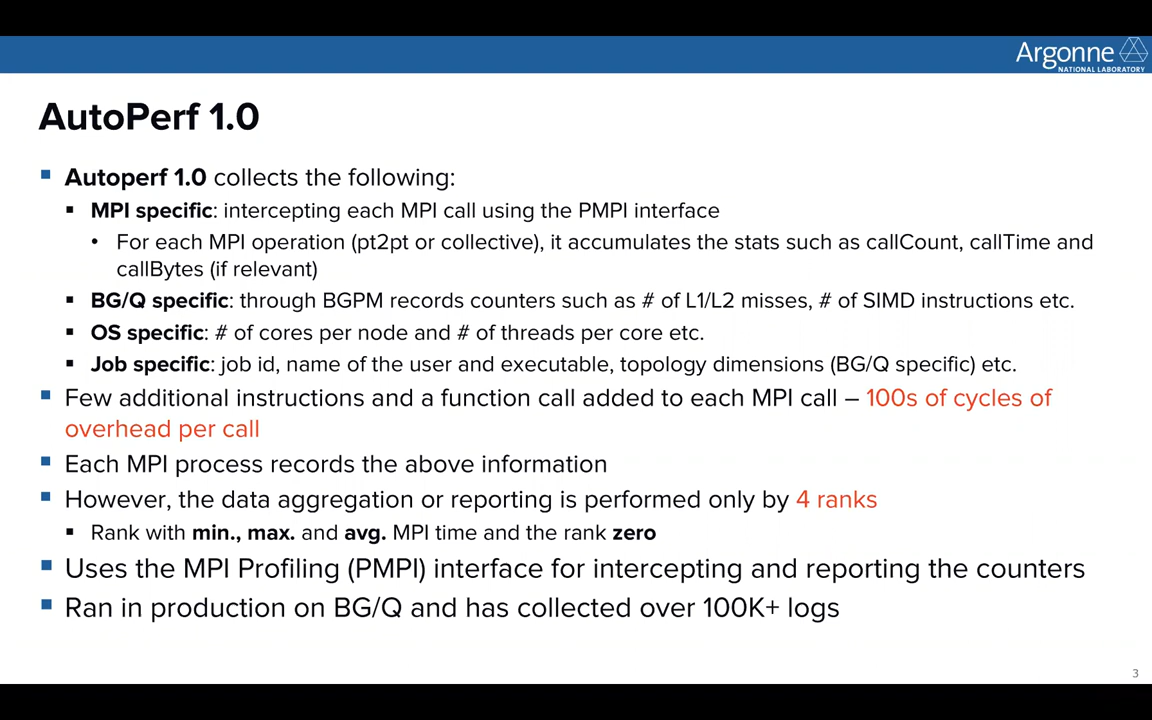 Argonne
NATIONAL LABORATORY
AutoPerf 1.0
Autoperf 1.0 collects the following:
MPI specific: intercepting each MPI call using the PMPI interface
For each MPI operation (pt2pt or collective), it accumulates the stats such as callCount, callTime and
callBytes (if relevant)
BG/Q specific: through BGPM records counters such as # of L1/L2 misses, # of SIMD instructions etc.
OS specific: # of cores per node and # of threads per core etc.
Job specific: job id, name of the user and executable, topology dimensions (BG/Q specific) etc.
Few additional instructions and a function call added to each MPI call – 100s of cycles of
overhead per call
Each MPI process records the above information
However, the data aggregation or reporting is performed only by 4 ranks
Rank with min., max. and avg. MPI time and the rank zero
Uses the MPI Profiling (PMPI) interface for intercepting and reporting the counters
Ran in production on BG/Q and has collected over 100K+ logs
3